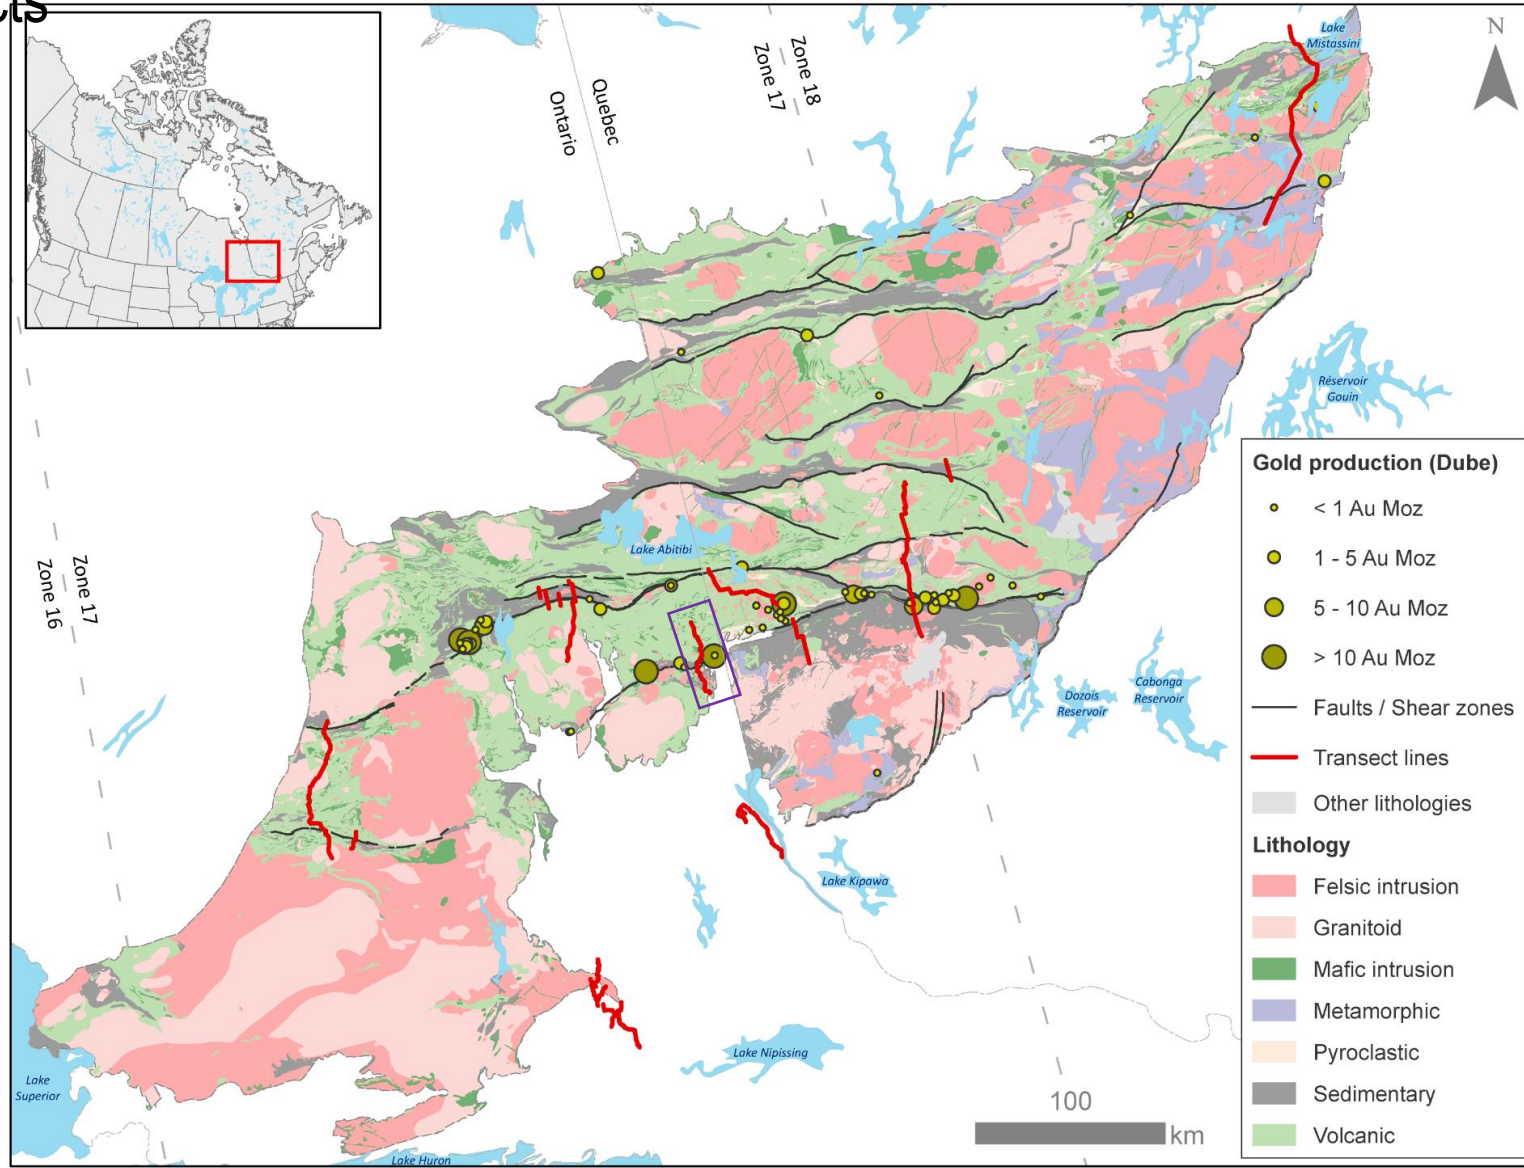 cts
N
Lake
Mistassini
Zone 18
Zone 17
Quebec
Ontario
Réservoir
Gouin
Lake Abitibi
Zone 17
Zone 16
Dozois
Reservoir
Cabonga
Reservoir
Lake Kipawa
Lake Nipissing
Lake
Superior
Lake Huron
100
km
Gold production (Dube)
< 1 Au Moz
1 - 5 Au Moz
5 - 10 Au Moz
> 10 Au Moz
Faults / Shear zones
Transect lines
Other lithologies
Lithology
Felsic intrusion
Granitoid
Mafic intrusion
Metamorphic
Pyroclastic
Sedimentary
Volcanic